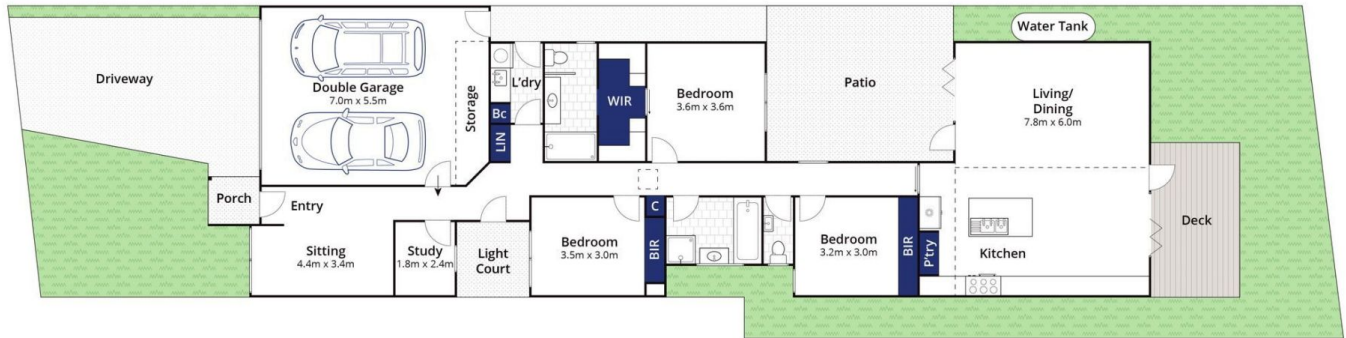 Water Tank
Driveway
Double Garage
7.0m x 5.5m
Storage
L'dry
Bc
LIN
WIR
Bedroom
3.6m x 3.6m
Patio
Living/
Dining
7.8m x 6.0m
Porch
Entry
Sitting
4.4m x 3.4m
Study
1.8m x 2.4m
Light
Court
Bedroom
3.5m x 3.0m
C
BIR
Bedroom
3.2m x 3.0m
BIR
P'try
Kitchen
Deck